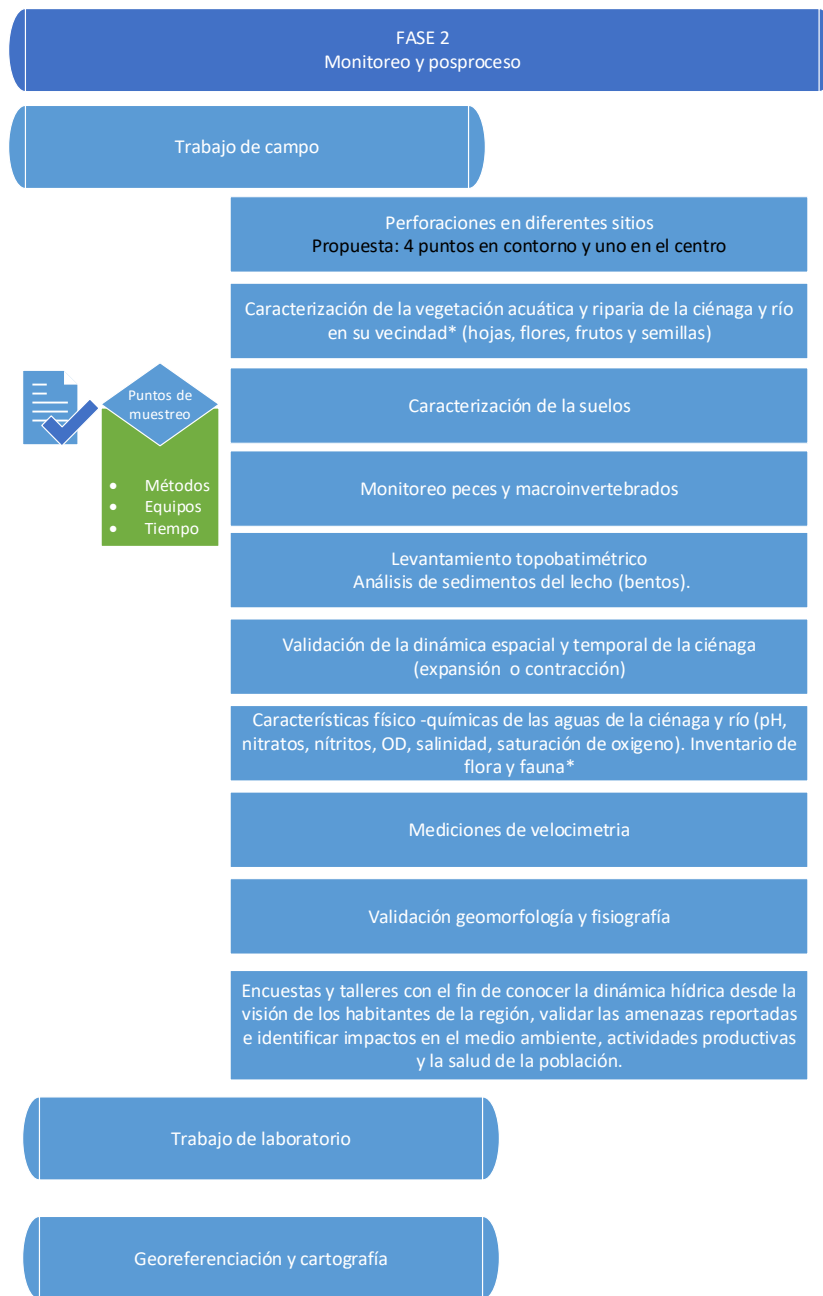 FASE 2
Monitoreo y posproceso
Trabajo de campo
Perforaciones en diferentes sitios
Propuesta: 4 puntos en contorno y uno en el centro
Caracterización de la vegetación acuática y riparia de la ciénaga y río
en su vecindad* (hojas, flores, frutos y semillas)
Puntos de
muestreo
• Métodos
• Equipos
• Tiempo
Caracterización de la suelos
Monitoreo peces y macroinvertebrados
Levantamiento topobatimétrico
Análisis de sedimentos del lecho (bentos).
Validación de la dinámica espacial y temporal de la ciénaga
(expansión o contracción)
Características físico -químicas de las aguas de la ciénaga y río (pH,
nitratos, nítritos, OD, salinidad, saturación de oxigeno). Inventario de
flora y fauna*
Mediciones de velocimetria
Validación geomorfología y fisiografía
Encuestas y talleres con el fin de conocer la dinámica hídrica desde la
visión de los habitantes de la región, validar las amenazas reportadas
e identificar impactos en el medio ambiente, actividades productivas
y la salud de la población.
Trabajo de laboratorio
Georeferenciación y cartografía